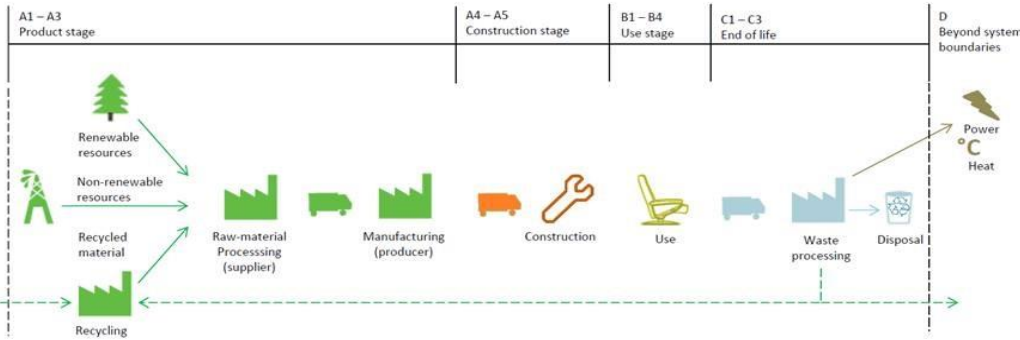 A1 – A3
Product stage
A4 – A5
Construction stage
B1 – B4
Use stage
C1 – C3
End of life
D
Beyond system
boundaries
Renewable
resources
Non-renewable
resources
Recycled
material
Recycling
Raw-material
Processsing
(supplier)
Manufacturing
(producer)
Construction
Use
Waste
processing
Disposal
Power
°C
Heat